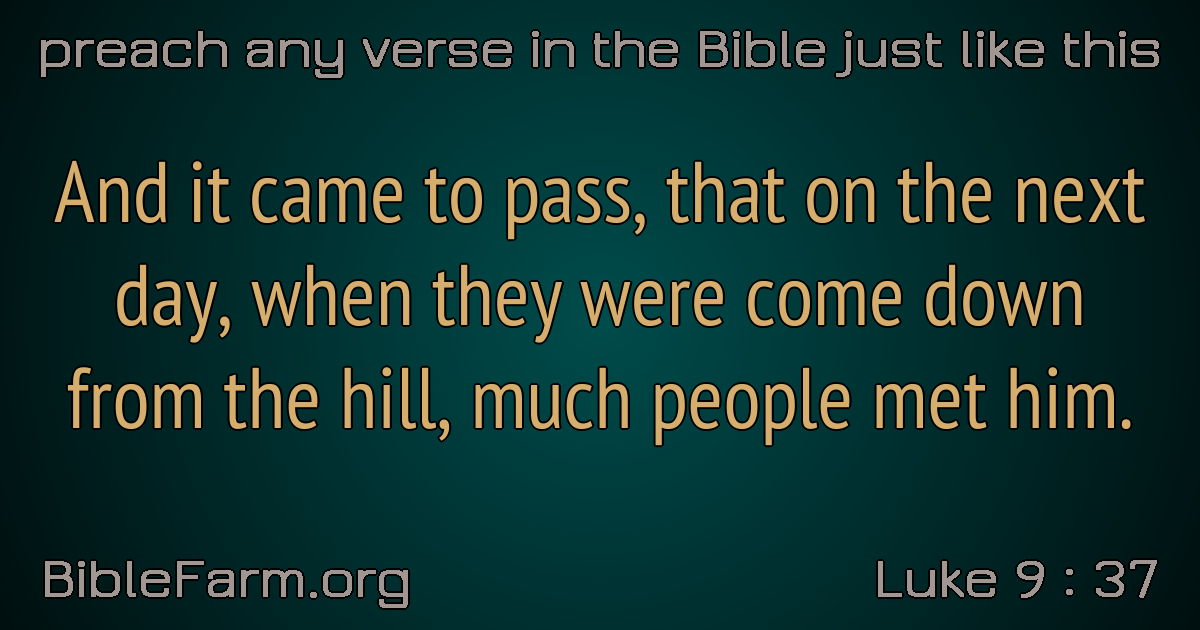 preach any verse in the Bible just like this
And it came to pass, that on the next
day, when they were come down
from the hill, much people met him.
BibleFarm.org
Luke 9 : 37